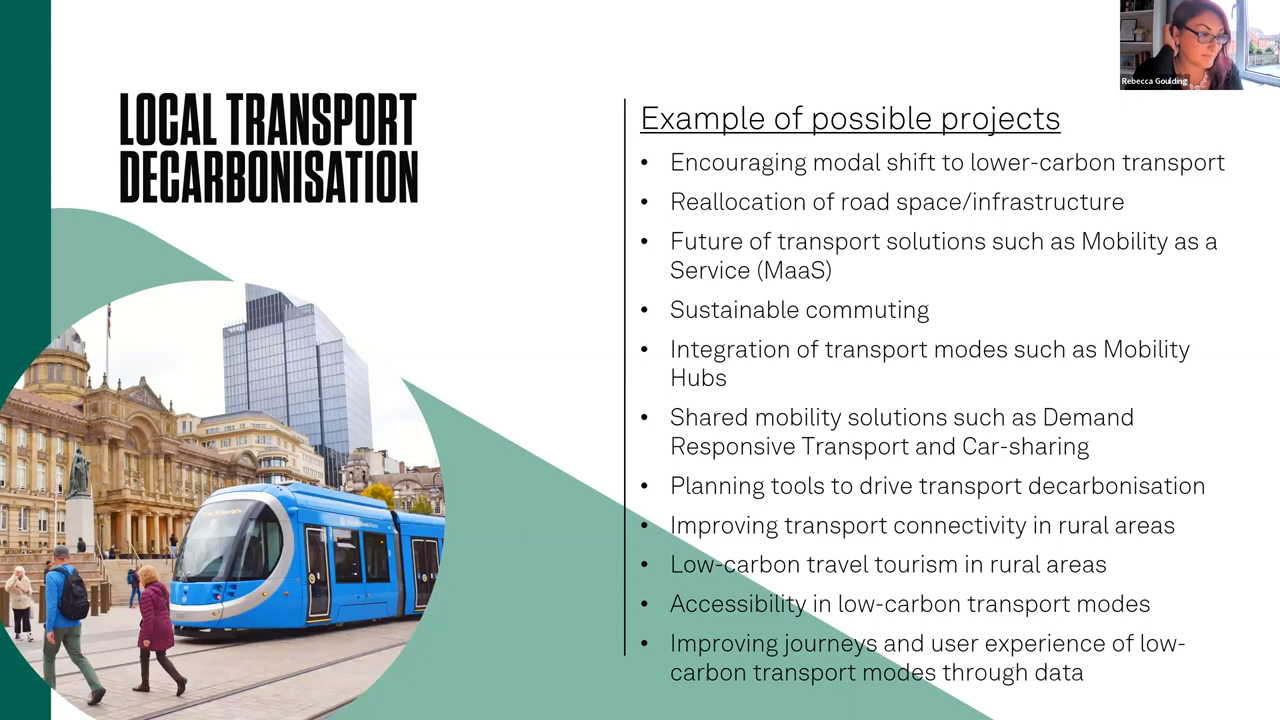 Rebecca Goulding
LOCAL TRANSPORT
DECARBONISATION
Example of possible projects
• Encouraging modal shift to lower-carbon transport
• Reallocation of road space/infrastructure
• Future of transport solutions such as Mobility as a
Service (MaaS)
• Sustainable commuting
• Integration of transport modes such as Mobility
Hubs
• Shared mobility solutions such as Demand
Responsive Transport and Car-sharing
• Planning tools to drive transport decarbonisation
• Improving transport connectivity in rural areas
• Low-carbon travel tourism in rural areas
• Accessibility in low-carbon transport modes
• Improving journeys and user experience of low-
carbon transport modes through data